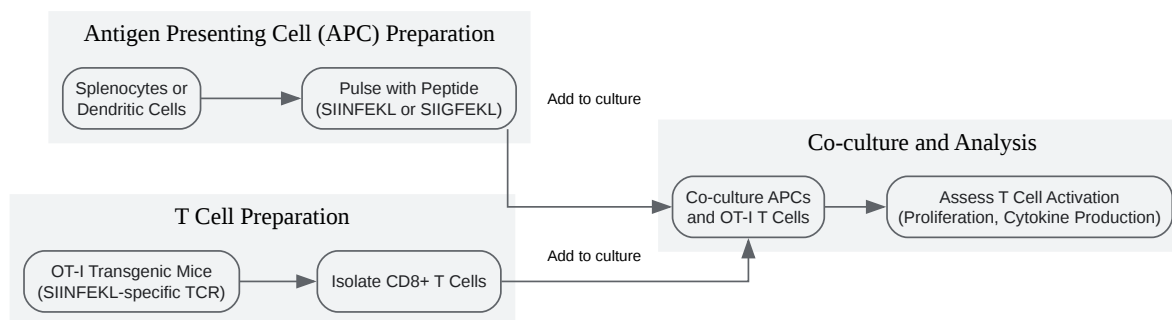 Antigen Presenting Cell (APC) Preparation
Splenocytes or
Dendritic Cells
Pulse with Peptide
(SIINFEKL or SIIGFEKL)
Add to culture
Co-culture and Analysis
Co-culture APCs
and OT-I T Cells
Assess T Cell Activation
(Proliferation, Cytokine Production)
T Cell Preparation
OT-I Transgenic Mice
(SIINFEKL-specific TCR)
Isolate CD8+ T Cells
Add to culture